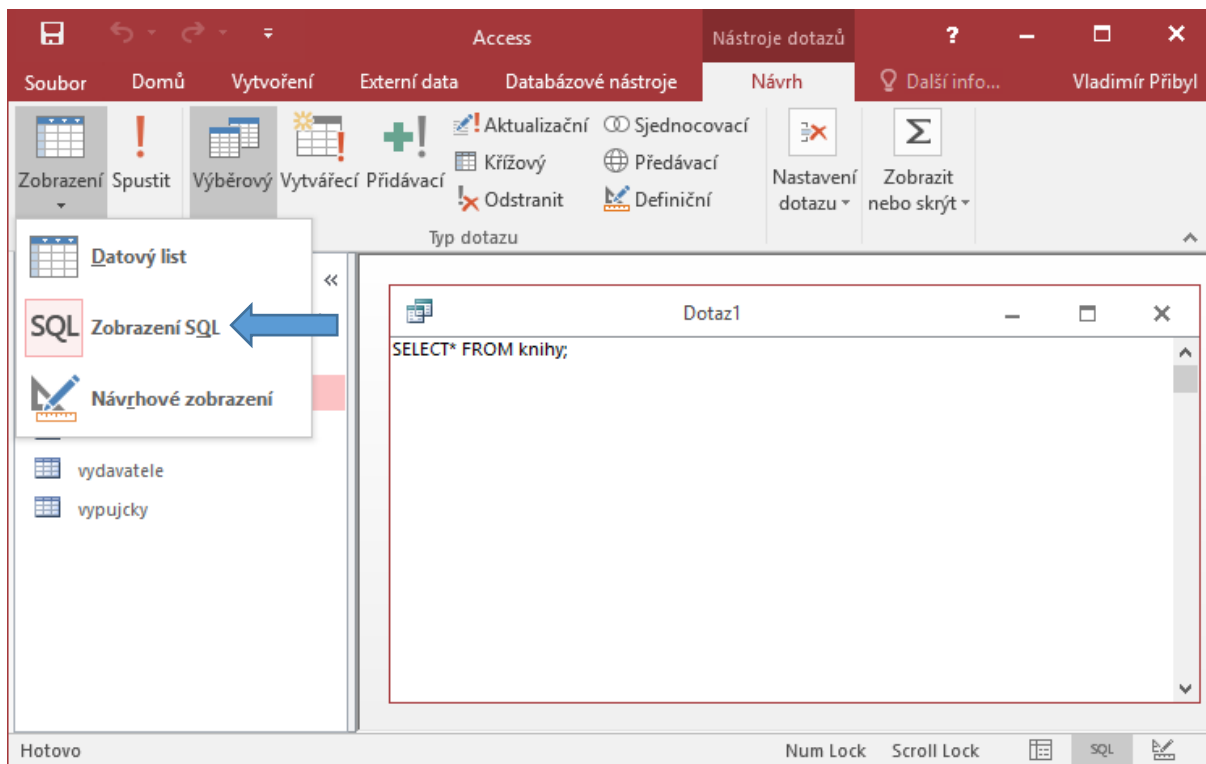 Access
Nástroje dotazů
?
Soubor Domů Vytvoření Externí data Databázové nástroje Návrh Další info... Vladimír Přibyl
Zobrazení Spustit Výběrový Vytvářecí Přidávací
Aktualizační Sjednocovací
Křížový Předávací
Odstranit Definiční
Nastavení dotazu
Zobrazit nebo skrýt
Typ dotazu
Datový list
SQL Zobrazení SQL
Návrhové zobrazení
vydavatele
vypujcky
Dotaz1
SELECT* FROM knihy;
Hotovo Num Lock Scroll Lock SQL